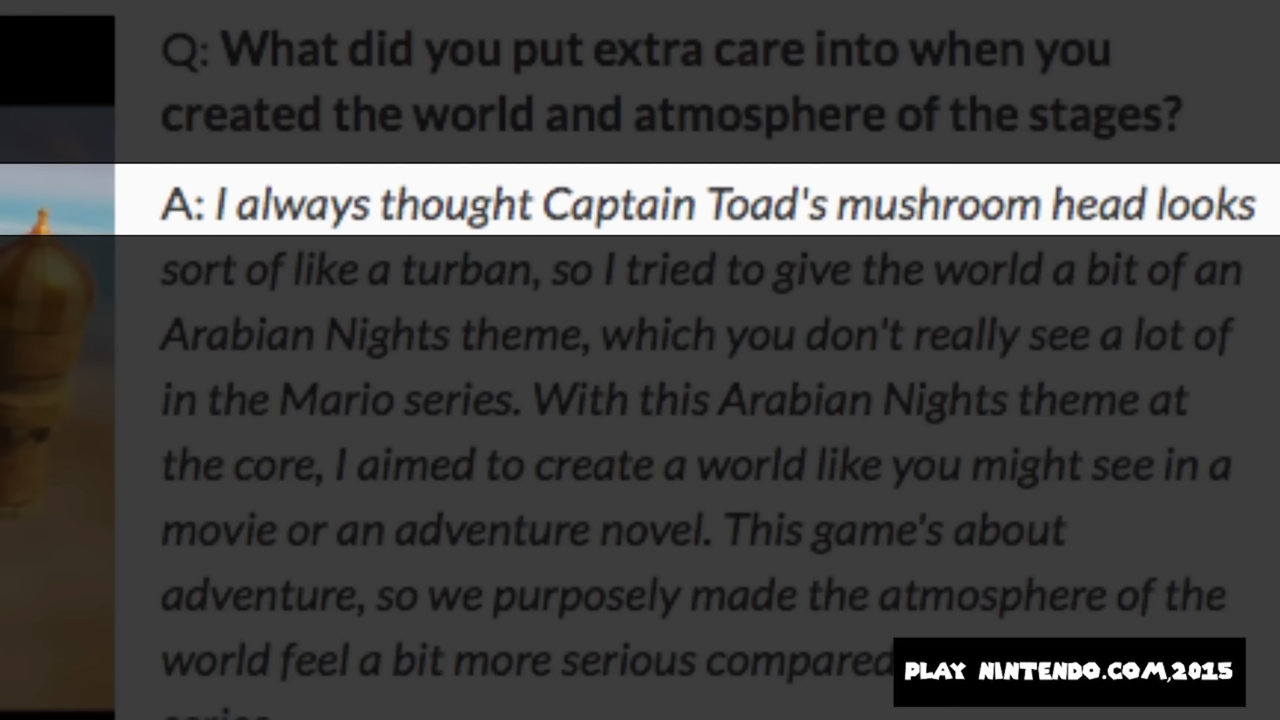 Q: What did you put extra care into when you
created the world and atmosphere of the stages?
A: I always thought Captain Toad's mushroom head looks
sort of like a turban, so I tried to give the world a bit of an
Arabian Nights theme, which you don't really see a lot of
in the Mario series. With this Arabian Nights theme at
the core, I aimed to create a world like you might see in a
movie or an adventure novel. This game's about
adventure, so we purposely made the atmosphere of the
world feel a bit more serious compared
PLAY NINTENDO.COM,2015
series